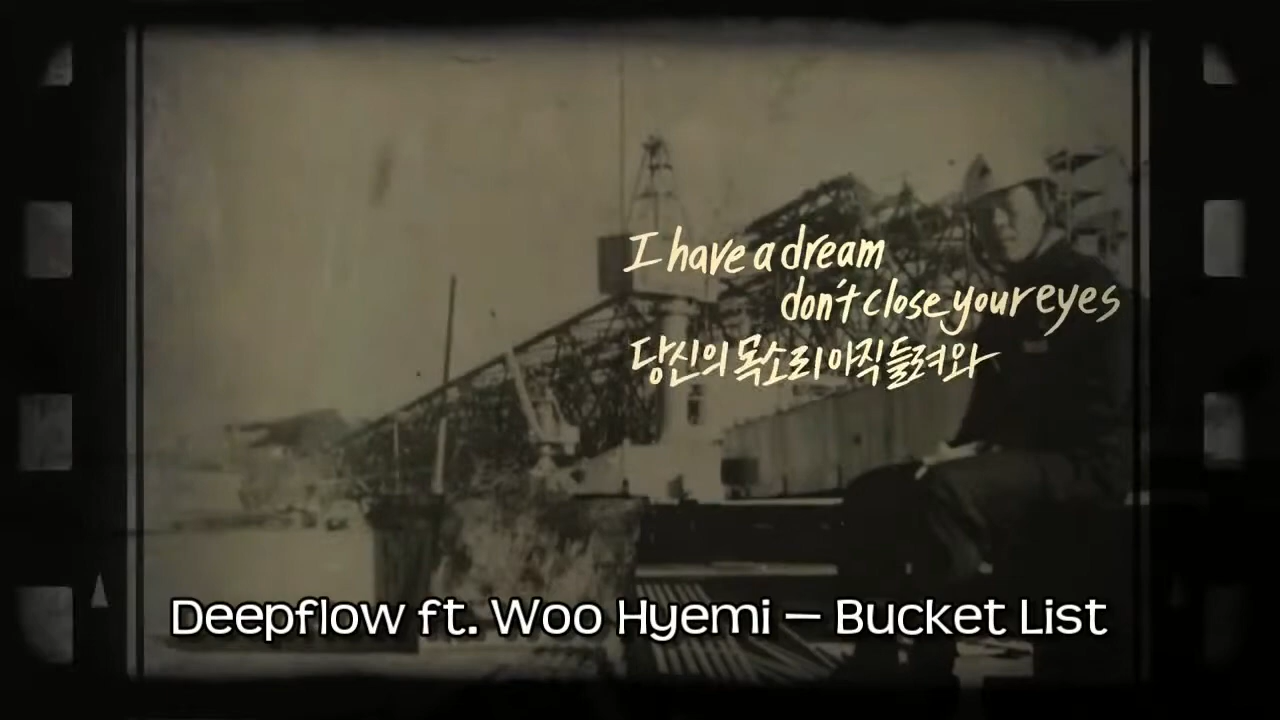 I have a dream
don't close your eyes
당신의 목소리 아직 들려와
Deepflow ft. Woo Hyemi – Bucket List